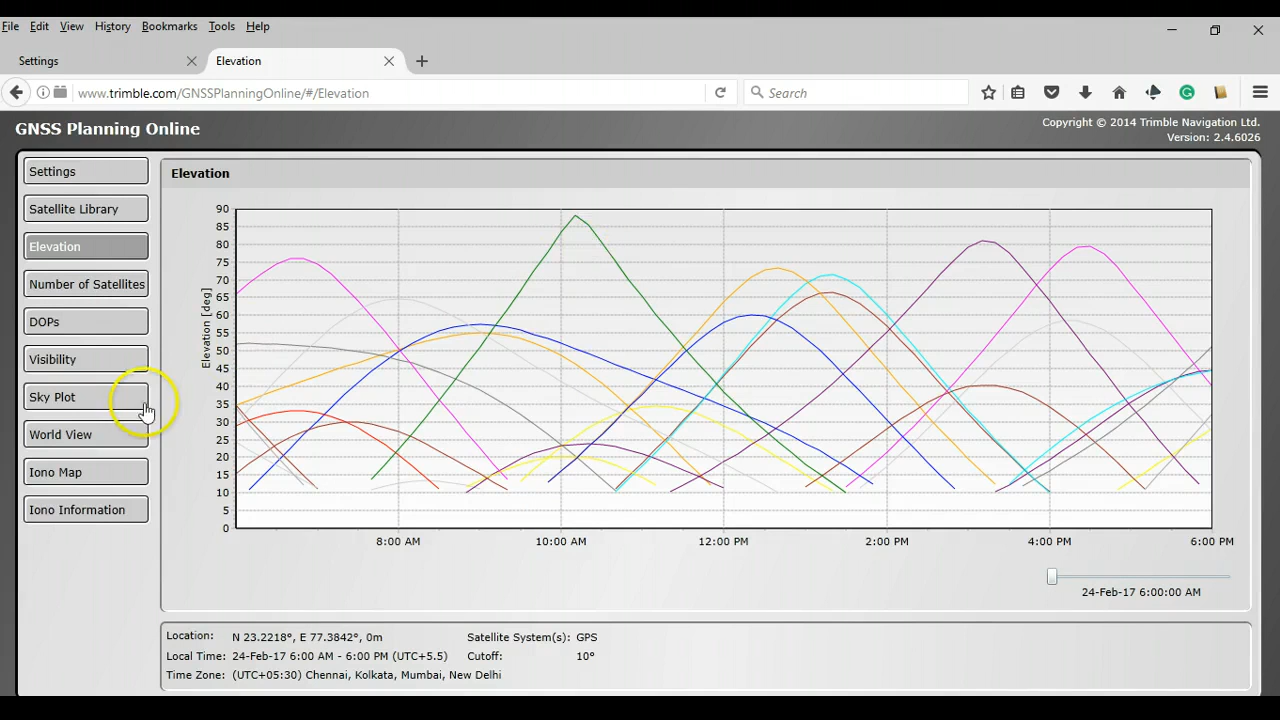 File Edit View History Bookmarks Tools Help
Settings
Elevation
www.trimble.com/GNSSPlanningOnline/#/Elevation
Search
GNSS Planning Online
Copyright © 2014 Trimble Navigation Ltd.
Version: 2.4.6026
Settings
Satellite Library
Elevation
Number of Satellites
DOPs
Visibility
Sky Plot
World View
Iono Map
Iono Information
Elevation
Elevation [deg]
90
85
80
75
70
65
60
55
50
45
40
35
30
25
20
15
10
5
0
8:00 AM 10:00 AM 12:00 PM 2:00 PM 4:00 PM 6:00 PM
24-Feb-17 6:00:00 AM
Location: N 23.2218°, E 77.3842°, 0m Satellite System(s): GPS
Local Time: 24-Feb-17 6:00 AM - 6:00 PM (UTC+5.5) Cutoff: 10°
Time Zone: (UTC+05:30) Chennai, Kolkata, Mumbai, New Delhi